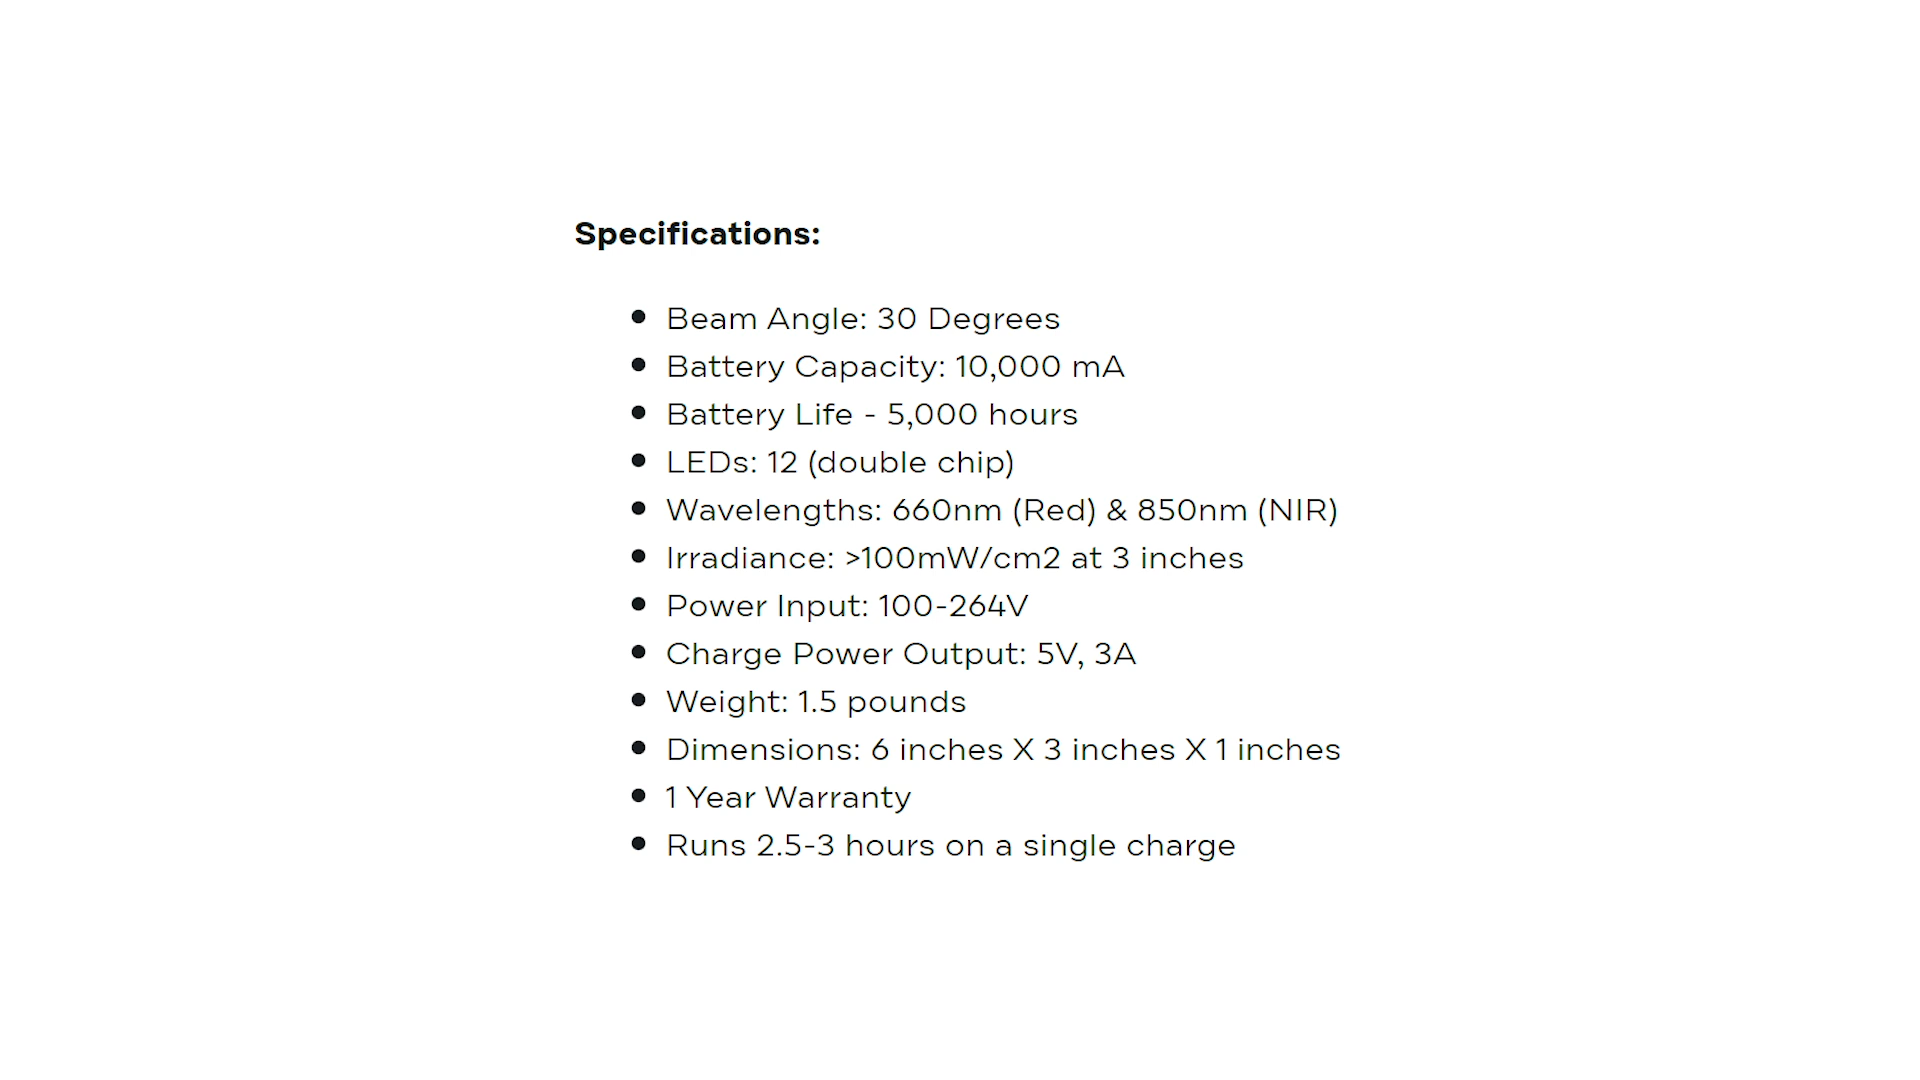 Specifications:
Beam Angle: 30 Degrees
Battery Capacity: 10,000 mA
Battery Life - 5,000 hours
LEDs: 12 (double chip)
Wavelengths: 660nm (Red) & 850nm (NIR)
Irradiance: >100mW/cm2 at 3 inches
Power Input: 100-264V
Charge Power Output: 5V, 3A
Weight: 1.5 pounds
Dimensions: 6 inches X 3 inches X 1 inches
1 Year Warranty
Runs 2.5-3 hours on a single charge